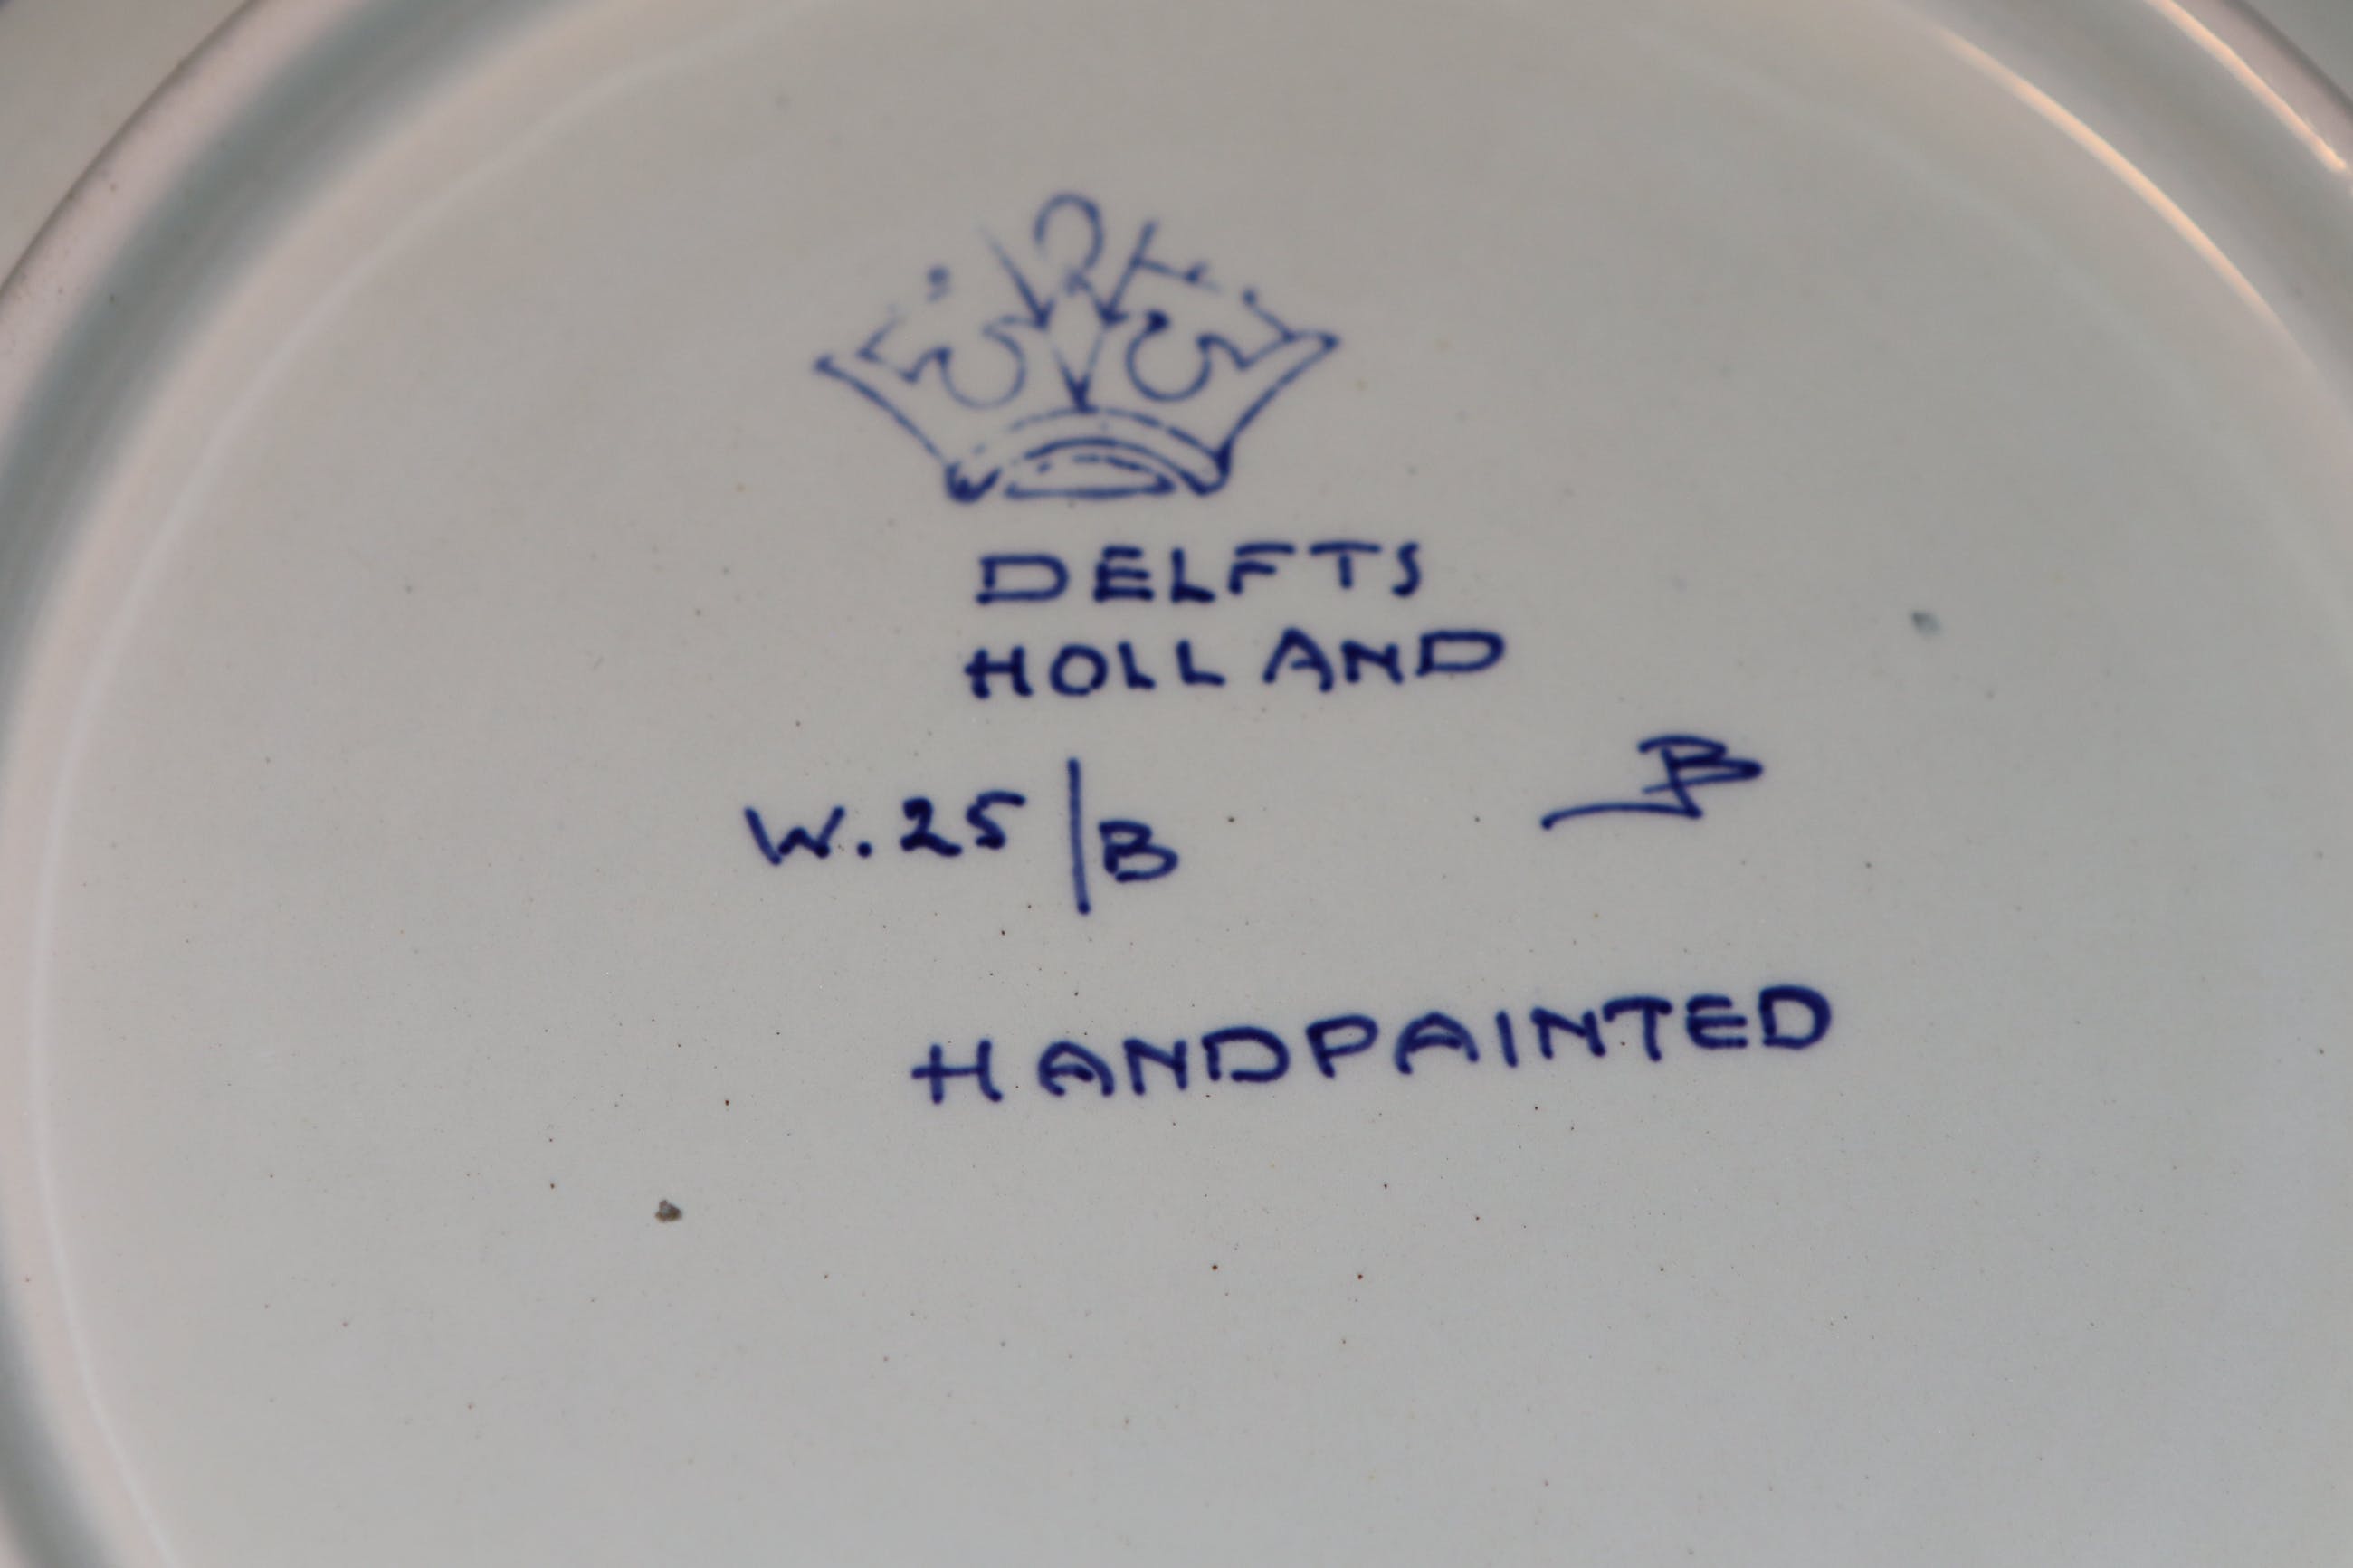 DELFTS
HOLLAND
W.25/B B
HANDPAINTED